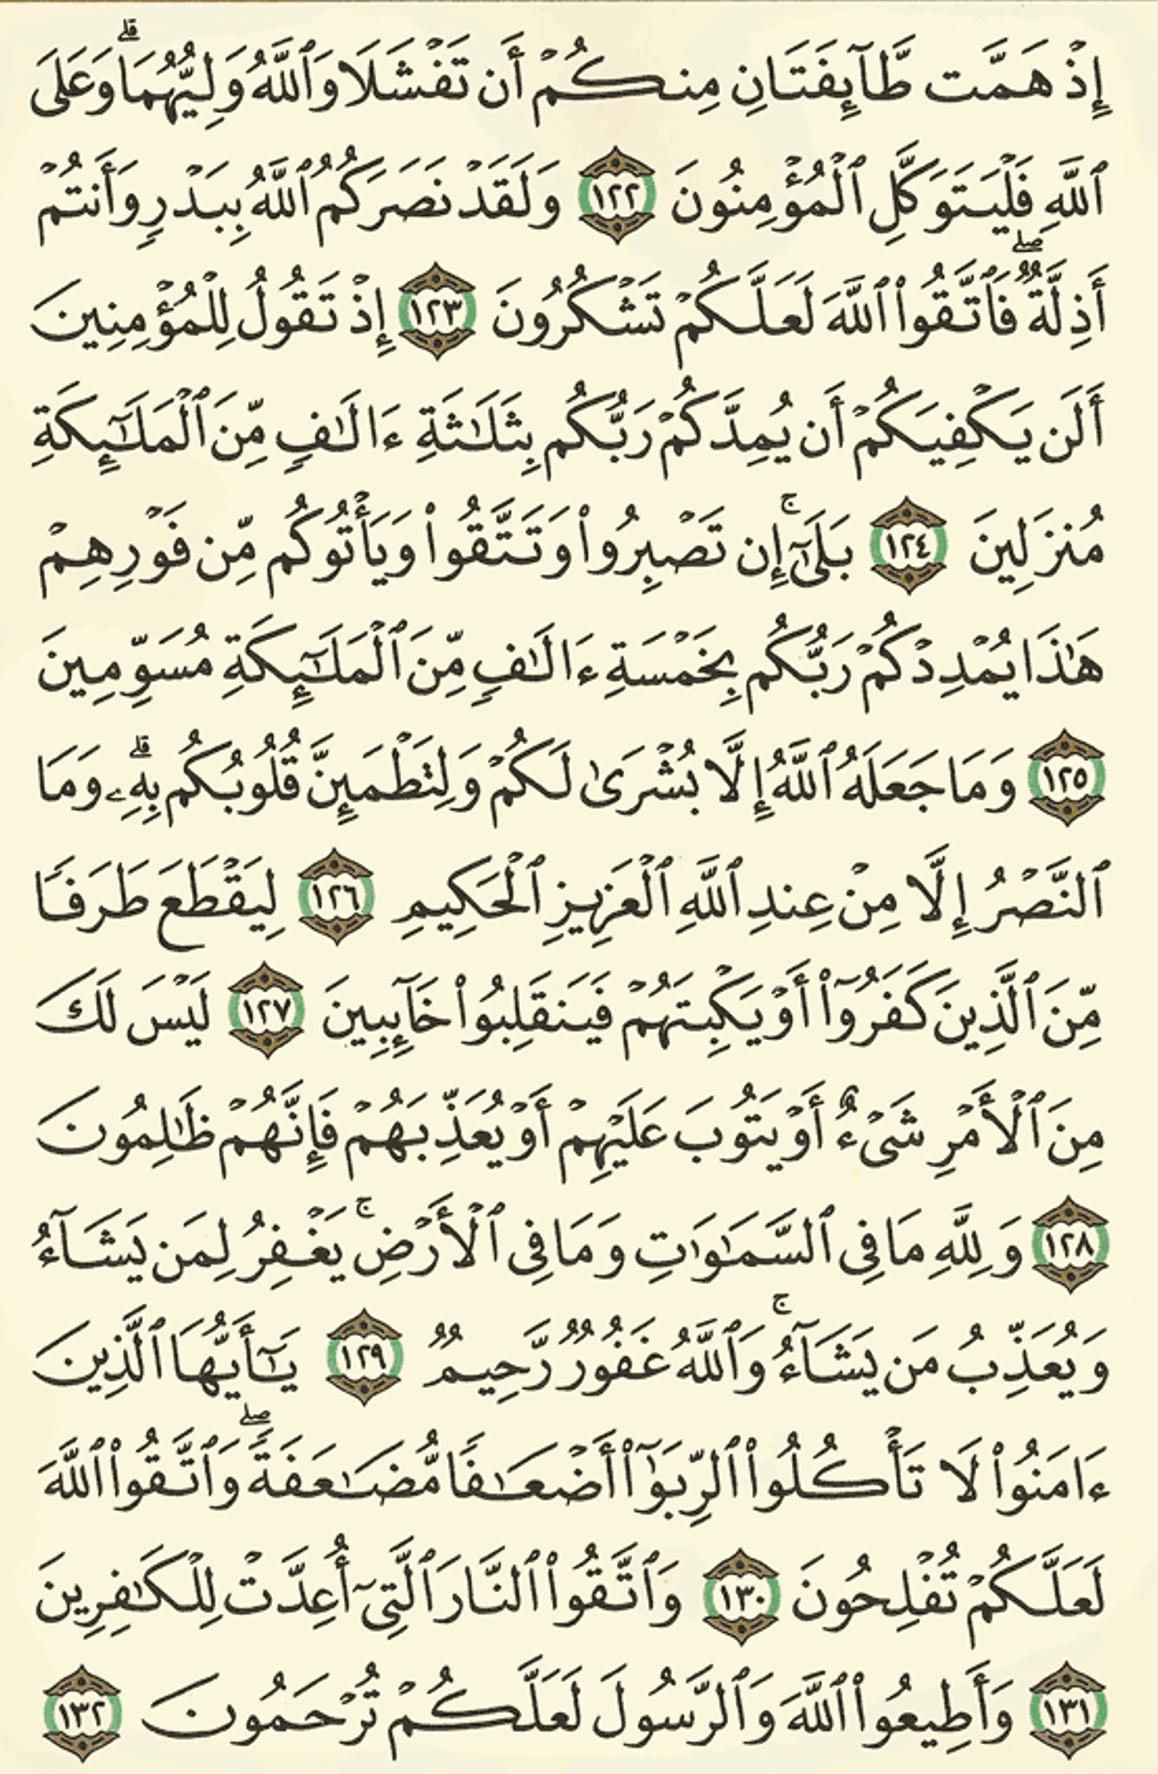 إِذْ هَمَّت طَّآئِفَتَانِ مِنكُمْ أَن تَفْشَلَا وَٱللَّهُ وَلِيُّهُمَا ۗ وَعَلَى
ٱللَّهِ فَلْيَتَوَكَّلِ ٱلْمُؤْمِنُونَ ١٢٢ وَلَقَدْ نَصَرَكُمُ ٱللَّهُ بِبَدْرٍ وَأَنتُمْ
أَذِلَّةٌ ۖ فَٱتَّقُوا۟ ٱللَّهَ لَعَلَّكُمْ تَشْكُرُونَ ١٢٣ إِذْ تَقُولُ لِلْمُؤْمِنِينَ
أَلَن يَكْفِيَكُمْ أَن يُمِدَّكُمْ رَبُّكُم بِثَلَـٰثَةِ ءَالَـٰفٍ مِّنَ ٱلْمَلَـٰٓئِكَةِ
مُنزَلِينَ ١٢٤ بَلَىٰٓ ۚ إِن تَصْبِرُوا۟ وَتَتَّقُوا۟ وَيَأْتُوكُم مِّن فَوْرِهِمْ
هَـٰذَا يُمْدِدْكُمْ رَبُّكُم بِخَمْسَةِ ءَالَـٰفٍ مِّنَ ٱلْمَلَـٰٓئِكَةِ مُسَوِّمِينَ
١٢٥ وَمَا جَعَلَهُ ٱللَّهُ إِلَّا بُشْرَىٰ لَكُمْ وَلِتَطْمَئِنَّ قُلُوبُكُم بِهِۦ ۗ وَمَا
ٱلنَّصْرُ إِلَّا مِنْ عِندِ ٱللَّهِ ٱلْعَزِيزِ ٱلْحَكِيمِ ١٢٦ لِيَقْطَعَ طَرَفًا
مِّنَ ٱلَّذِينَ كَفَرُوٓا۟ أَوْ يَكْبِتَهُمْ فَيَنقَلِبُوا۟ خَآئِبِينَ ١٢٧ لَيْسَ لَكَ
مِنَ ٱلْأَمْرِ شَىْءٌ أَوْ يَتُوبَ عَلَيْهِمْ أَوْ يُعَذِّبَهُمْ فَإِنَّهُمْ ظَـٰلِمُونَ
١٢٨ وَلِلَّهِ مَا فِى ٱلسَّمَـٰوَٰتِ وَمَا فِى ٱلْأَرْضِ ۚ يَغْفِرُ لِمَن يَشَآءُ
وَيُعَذِّبُ مَن يَشَآءُ ۚ وَٱللَّهُ غَفُورٌ رَّحِيمٌ ١٢٩ يَـٰٓأَيُّهَا ٱلَّذِينَ
ءَامَنُوا۟ لَا تَأْكُلُوا۟ ٱلرِّبَوٰٓا۟ أَضْعَـٰفًا مُّضَـٰعَفَةً ۖ وَٱتَّقُوا۟ ٱللَّهَ
لَعَلَّكُمْ تُفْلِحُونَ ١٣٠ وَٱتَّقُوا۟ ٱلنَّارَ ٱلَّتِىٓ أُعِدَّتْ لِلْكَـٰفِرِينَ
١٣١ وَأَطِيعُوا۟ ٱللَّهَ وَٱلرَّسُولَ لَعَلَّكُمْ تُرْحَمُونَ ١٣٢